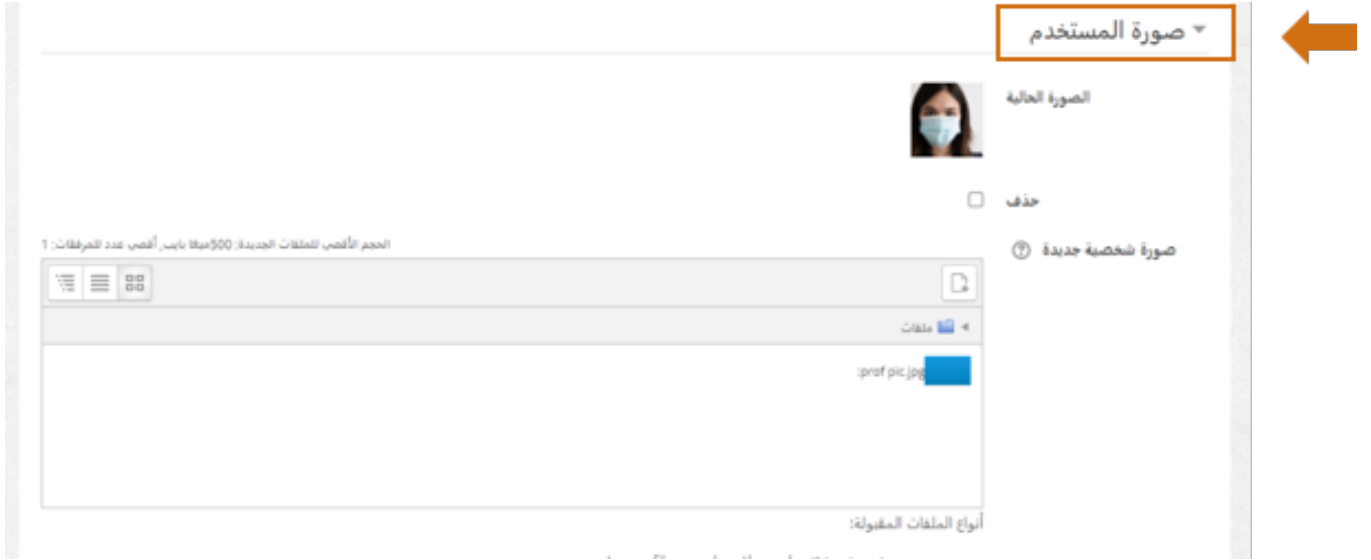 صورة المستخدم
الصورة الحالية
حذف
صورة شخصية جديدة
الحجم الأقصى للملفات الجديدة: 500ميغا بايت, أقصى عدد للمرفقات: 1
ملفات
prof pic.jpg:
أنواع الملفات المقبولة: